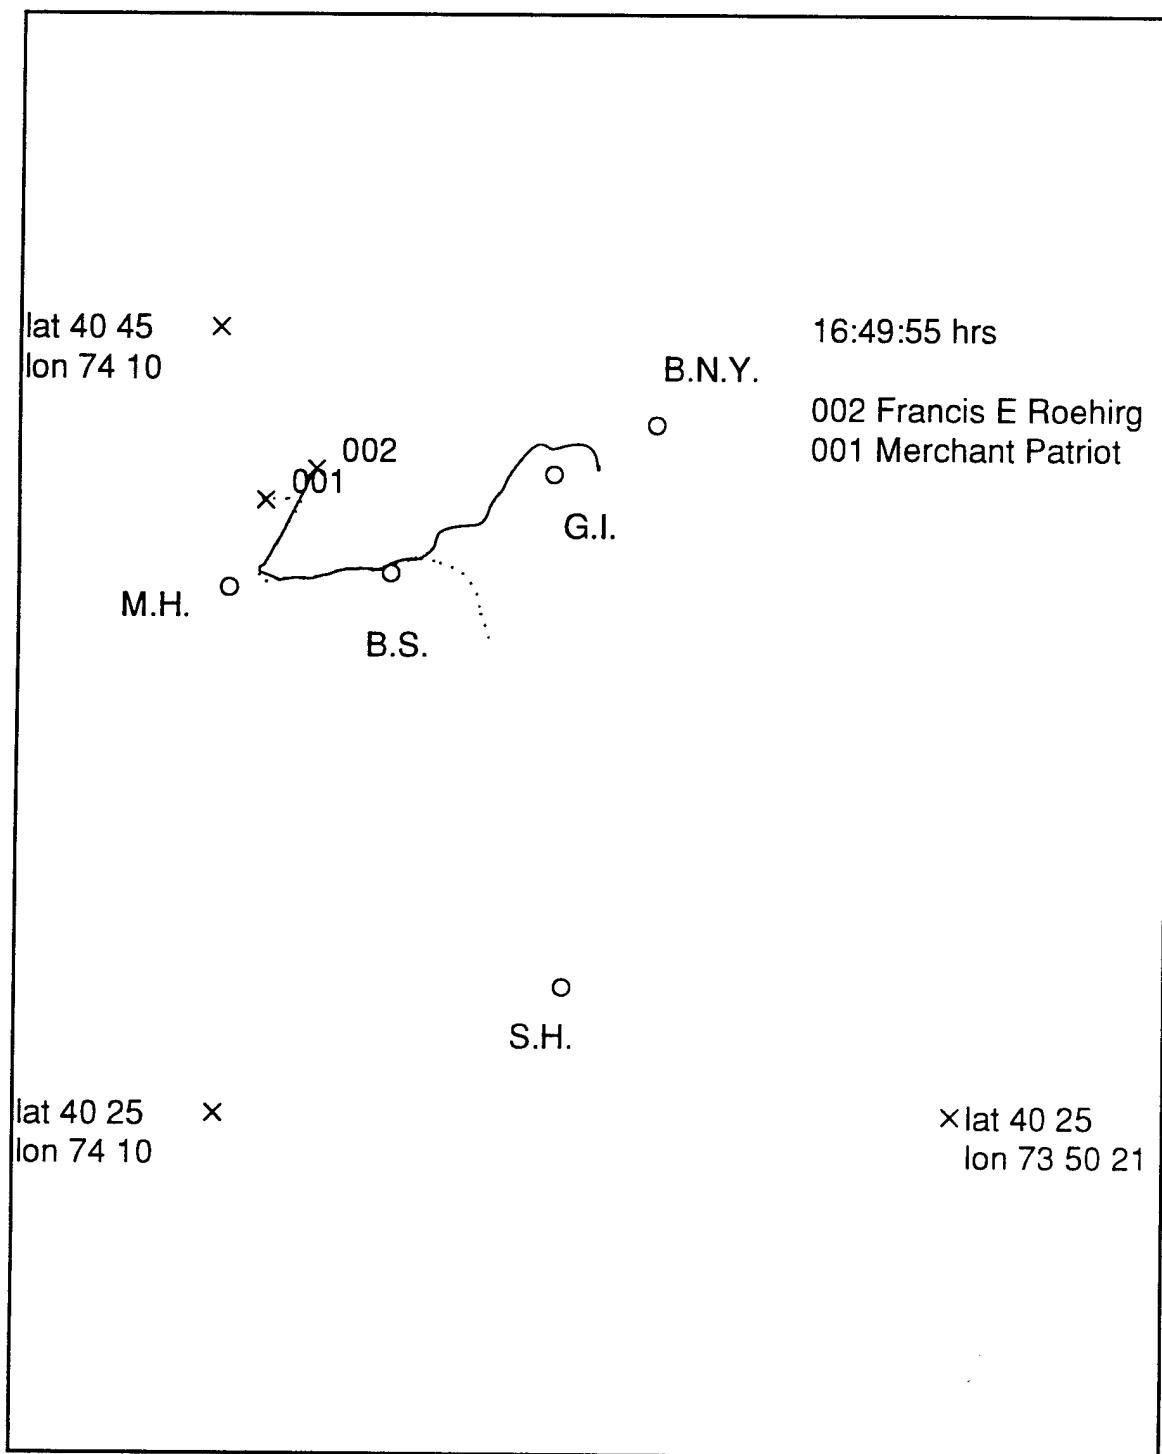 lat 40 45
lon 74 10
16:49:55 hrs
B.N.Y.
002 Francis E Roehirg
001 Merchant Patriot
002
001
G.I.
M.H.
B.S.
S.H.
lat 40 25
lon 74 10
lat 40 25
lon 73 50 21